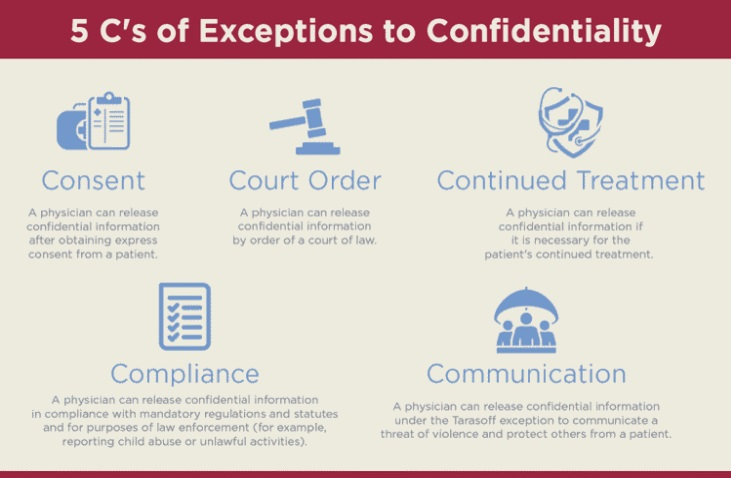 5 C's of Exceptions to Confidentiality
Consent
A physician can release
confidential information
after obtaining express
consent from a patient.
Court Order
A physician can release
confidential information
by order of a court of law.
Continued Treatment
A physician can release
confidential information if
it is necessary for the
patient's continued treatment.
Compliance
A physician can release confidential information
in compliance with mandatory regulations and statutes
and for purposes of law enforcement (for example,
reporting child abuse or unlawful activities).
Communication
A physician can release confidential information
under the Tarasoff exception to communicate a
threat of violence and protect others from a patient.